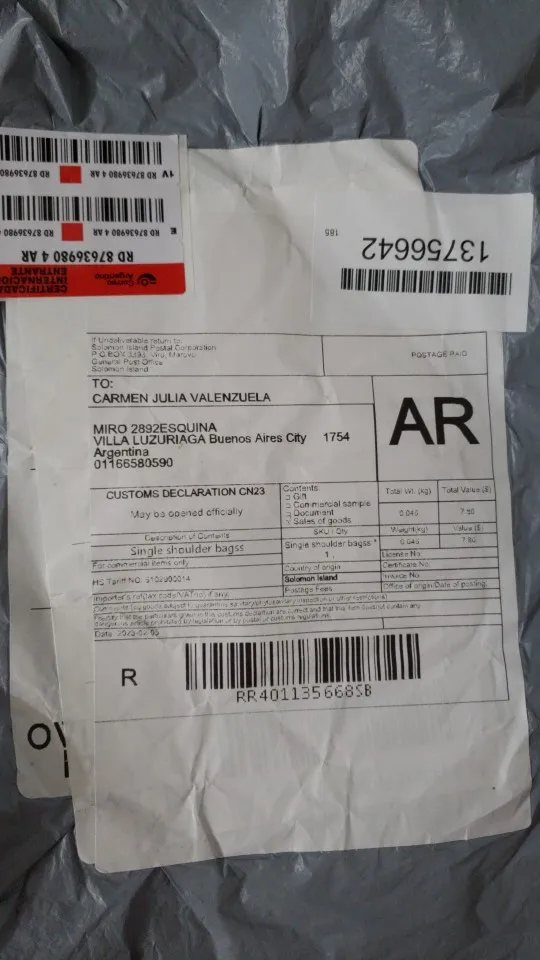 RD 87636980 4 AR
1V
RD 87636980 4 AR
E
RD 87636980 4 AR
Correo Argentino
CERTIFICADA
INTERNACIO
ENTRANTE
185
13756642
If Undeliverable return to:
Solomon Island Postal Corporation
General Post Office
Solomon Island
POSTAGE PAID
TO:
CARMEN JULIA VALENZUELA
MIRO 2892ESQUINA
VILLA LUZURIAGA Buenos Aires City 1754
Argentina
01166580590
AR
CUSTOMS DECLARATION CN23
May be opened officially
Contents:
Gift
Commercial sample
Document
Sales of goods
Total Wt. (kg)
Total Value ($)
0.045
7.80
Description of Contents
SKU | Qty
Weight(kg)
Value ($)
Single shoulder bagss
Single shoulder bagss *
1 ,
0.045
7.80
For commercial items only
Country of origin
Solomon Island
License No.
Certificate No.
Invoice No.
Postage Fees
Office of origin/Date of posting
R
RR401135668SB